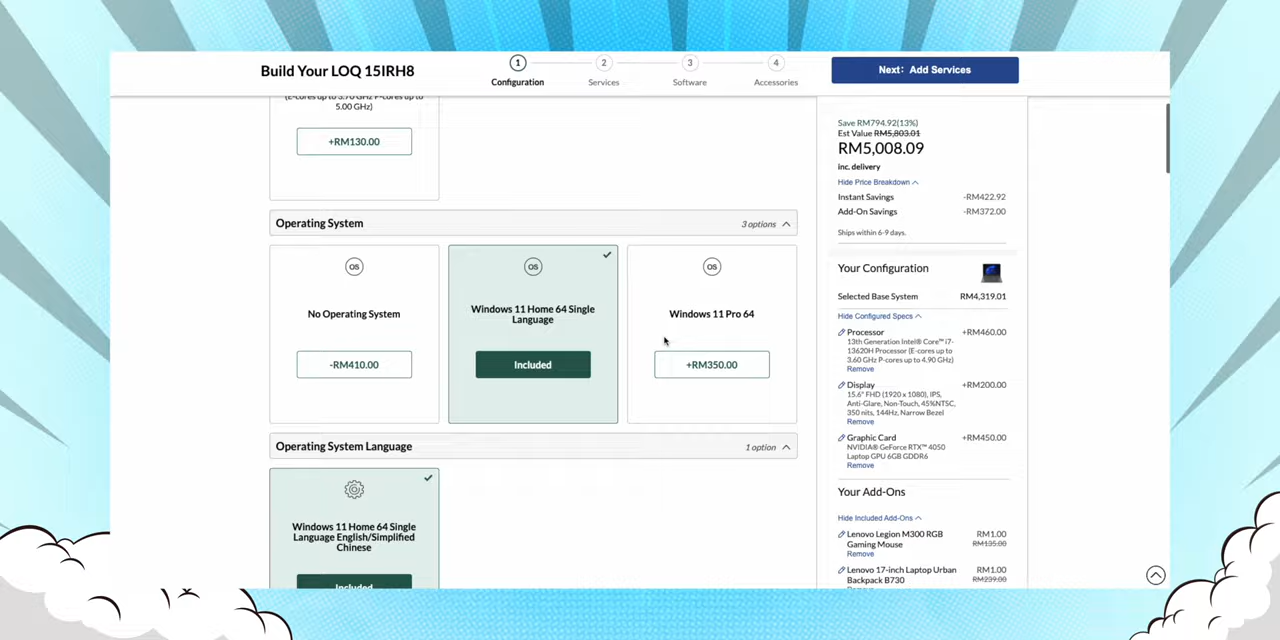 Build Your LOQ 15IRH8
1
2
3
4
Configuration
Services
Software
Accessories
Next: Add Services
(E-cores up to 3.70 GHz P-cores up to
5.00 GHz)
+RM130.00
Operating System
3 options
OS
No Operating System
-RM410.00
OS
Windows 11 Home 64 Single
Language
Included
OS
Windows 11 Pro 64
+RM350.00
Operating System Language
1 option
Windows 11 Home 64 Single
Language English/Simplified
Chinese
Included
Save RM794.92(13%)
Est Value RM5,803.01
RM5,008.09
inc. delivery
Hide Price Breakdown
Instant Savings -RM422.92
Add-On Savings -RM372.00
Ships within 6-9 days.
Your Configuration
Selected Base System RM4,319.01
Hide Configured Specs
Processor +RM460.00
13th Generation Intel® Core™ i7-
13620H Processor (E-cores up to
3.60 GHz P-cores up to 4.90 GHz)
Remove
Display +RM200.00
15.6" FHD (1920 x 1080), IPS,
Anti-Glare, Non-Touch, 45%NTSC,
350 nits, 144Hz, Narrow Bezel
Remove
Graphic Card +RM450.00
NVIDIA® GeForce RTX™ 4050
Laptop GPU 6GB GDDR6
Remove
Your Add-Ons
Hide Included Add-Ons
Lenovo Legion M300 RGB RM1.00
Gaming Mouse RM135.00
Remove
Lenovo 17-inch Laptop Urban RM1.00
Backpack B730 RM239.00